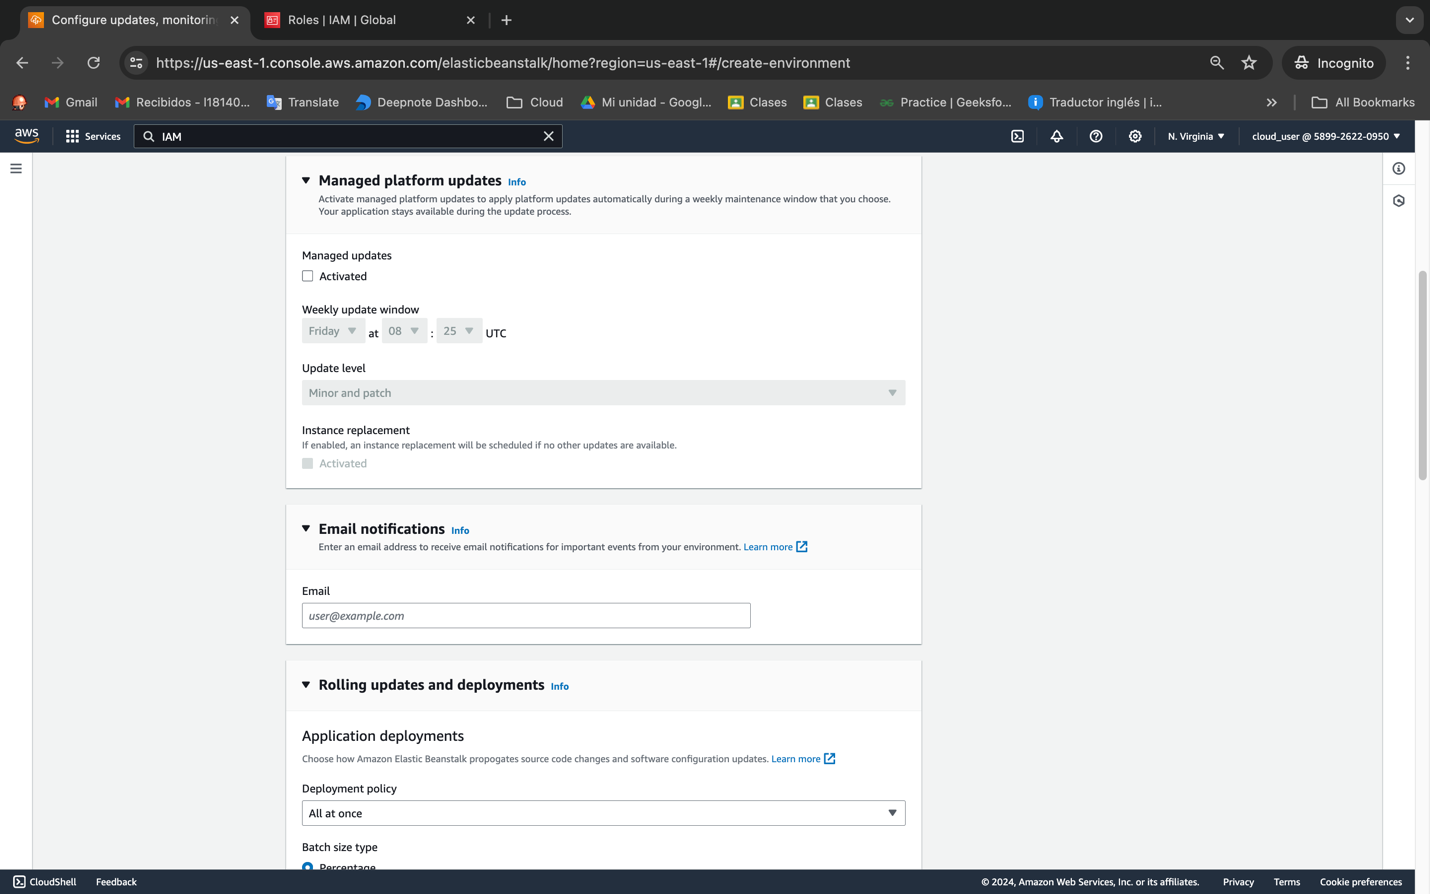 Configure updates, monitorin
Roles | IAM | Global
https://us-east-1.console.aws.amazon.com/elasticbeanstalk/home?region=us-east-1#/create-environment
Incognito
Gmail
Recibidos - l18140...
Translate
Deepnote Dashbo...
Cloud
Mi unidad - Googl...
Clases
Clases
Practice | Geeksfo...
Traductor inglés | i...
All Bookmarks
aws
Services
IAM
N. Virginia
cloud_user @ 5899-2622-0950
Managed platform updates Info
Activate managed platform updates to apply platform updates automatically during a weekly maintenance window that you choose.
Your application stays available during the update process.
Managed updates
Activated
Weekly update window
Friday at 08 : 25 UTC
Update level
Minor and patch
Instance replacement
If enabled, an instance replacement will be scheduled if no other updates are available.
Activated
Email notifications Info
Enter an email address to receive email notifications for important events from your environment. Learn more
Email
user@example.com
Rolling updates and deployments Info
Application deployments
Choose how Amazon Elastic Beanstalk propogates source code changes and software configuration updates. Learn more
Deployment policy
All at once
Batch size type
Percentage
CloudShell
Feedback
© 2024, Amazon Web Services, Inc. or its affiliates.
Privacy
Terms
Cookie preferences